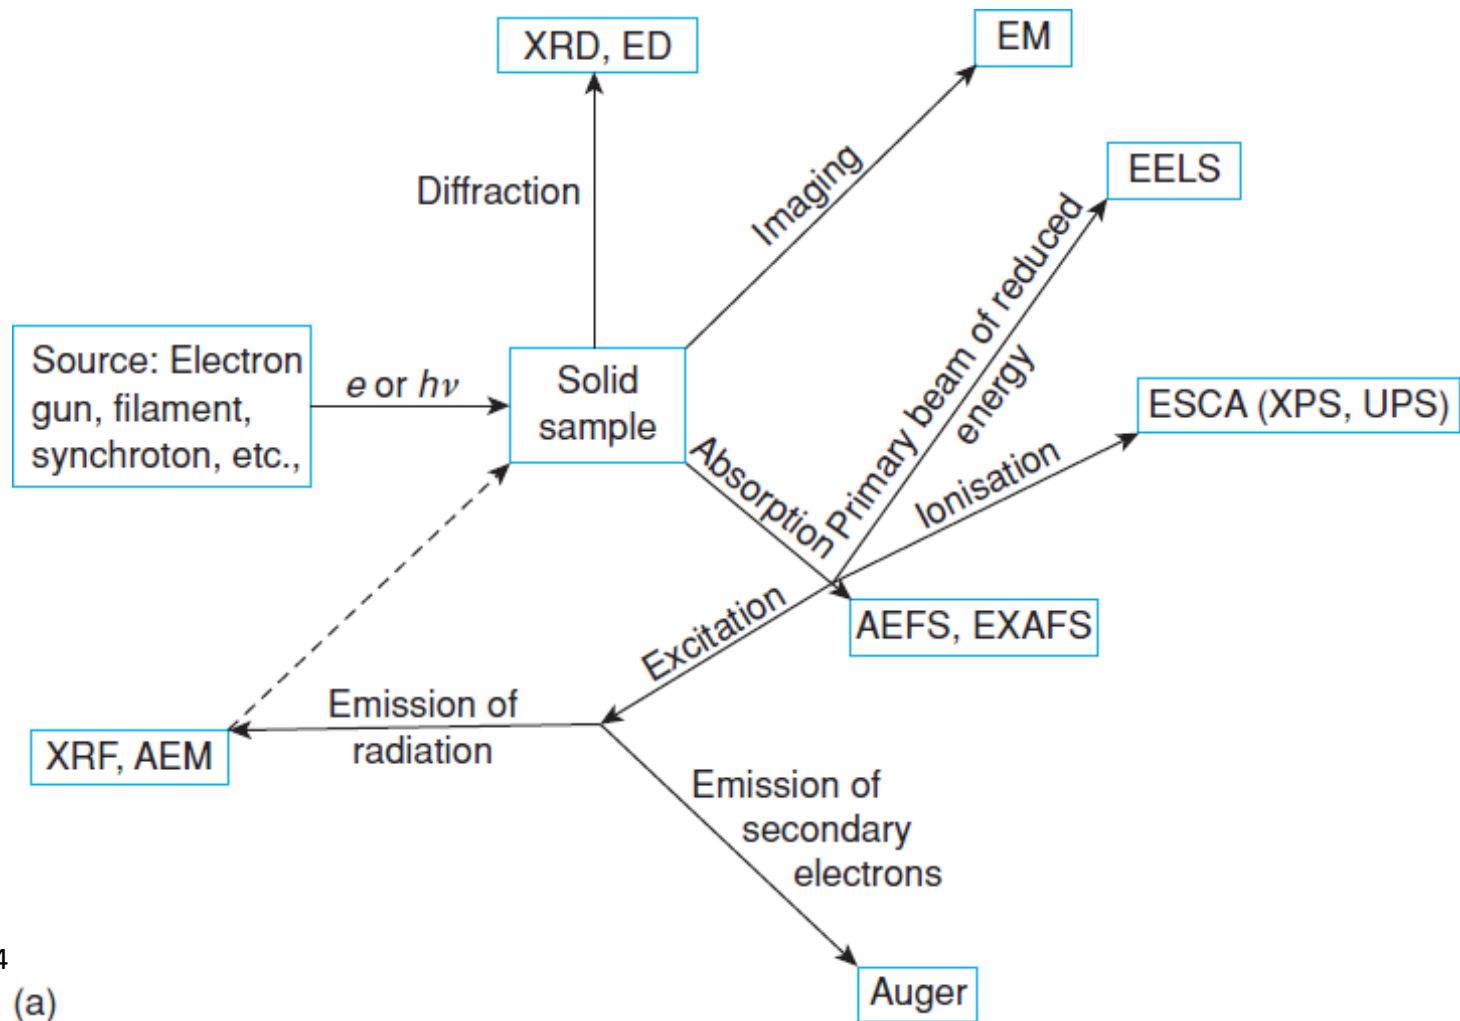 XRD, ED
EM
Diffraction
Imaging
EELS
Primary beam of reduced
energy
Source: Electron
gun, filament,
synchroton, etc.,
e or hν
Solid
sample
ESCA (XPS, UPS)
Absorption
Ionisation
Excitation
AEFS, EXAFS
Emission of
radiation
XRF, AEM
Emission of
secondary
electrons
Auger
4
(a)